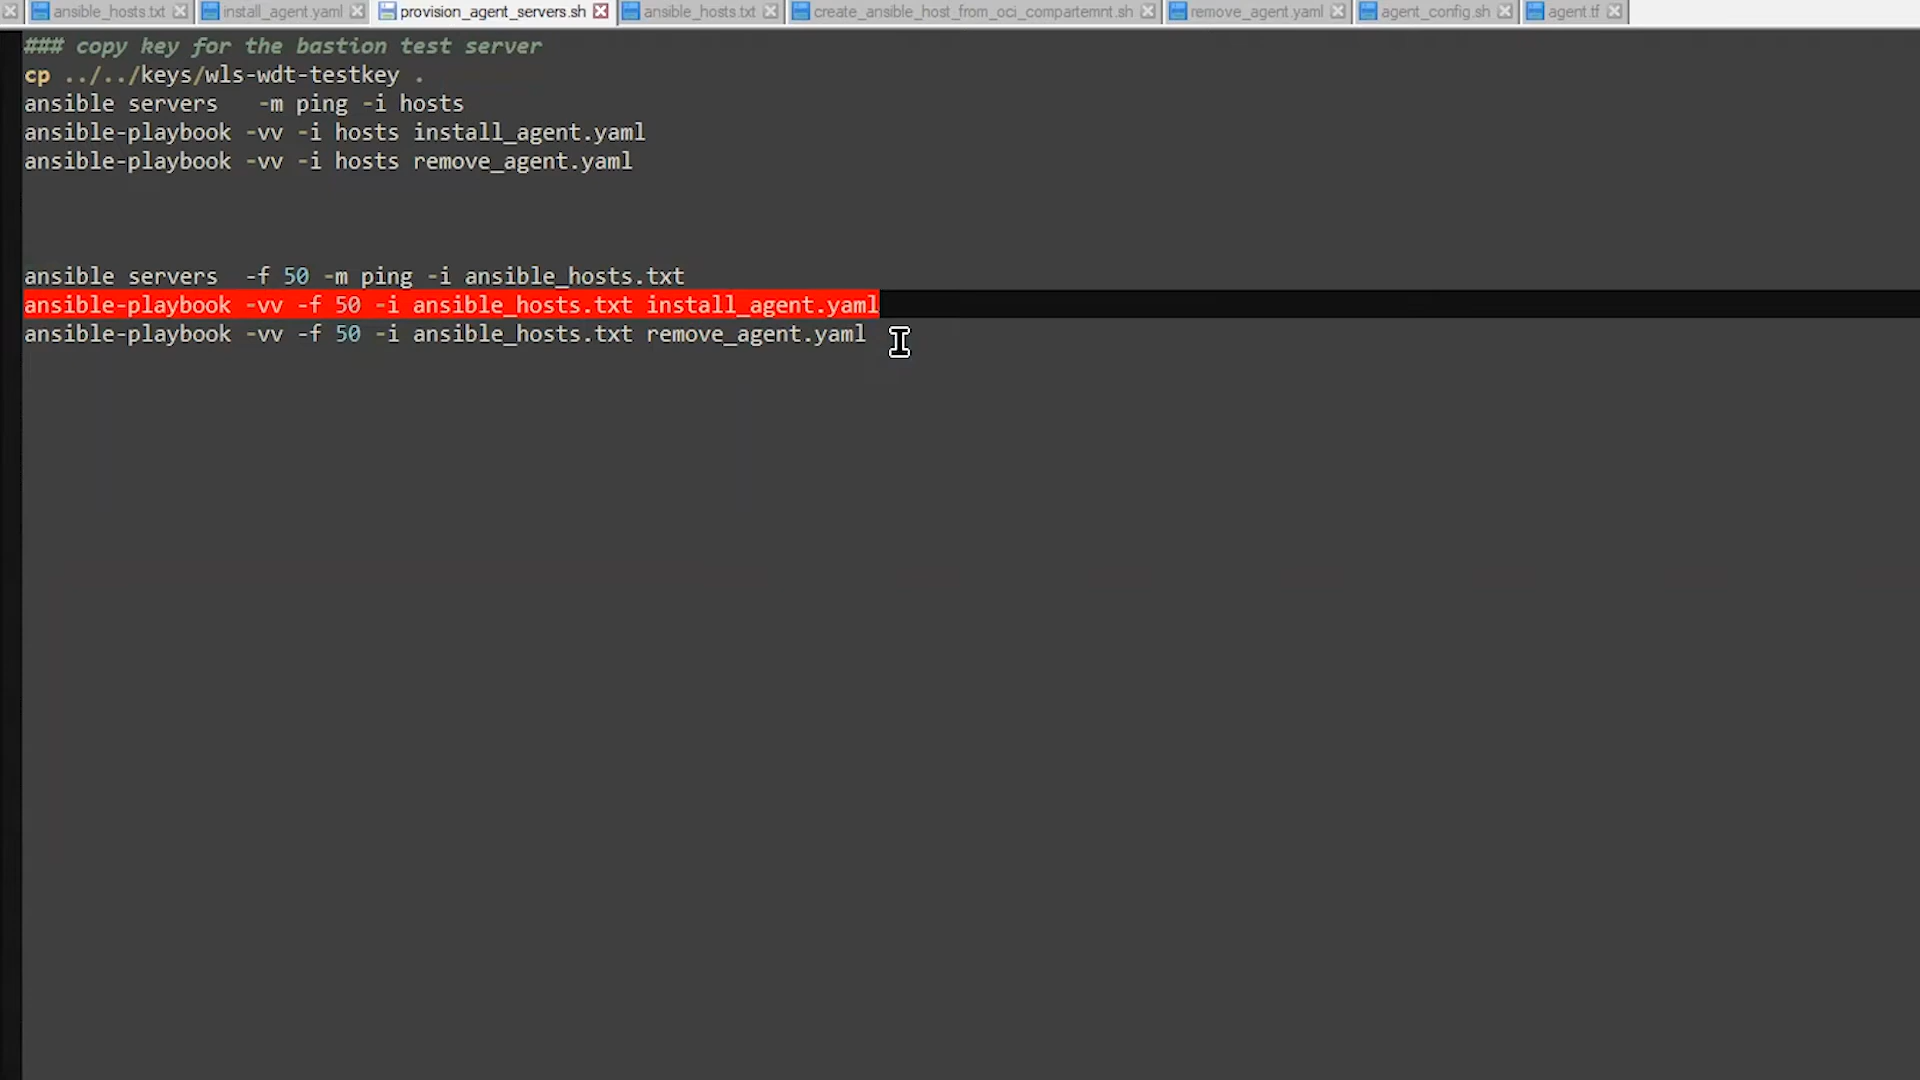 ansible_hosts.txt install_agent.yaml provision_agent_servers.sh ansible_hosts.txt create_ansible_host_from_oci_compartemnt.sh remove_agent.yaml agent_config.sh agent.tf
### copy key for the bastion test server
cp ../../keys/wls-wdt-testkey .
ansible servers   -m ping -i hosts
ansible-playbook -vv -i hosts install_agent.yaml
ansible-playbook -vv -i hosts remove_agent.yaml
ansible servers  -f 50 -m ping -i ansible_hosts.txt
ansible-playbook -vv -f 50 -i ansible_hosts.txt install_agent.yaml
ansible-playbook -vv -f 50 -i ansible_hosts.txt remove_agent.yaml